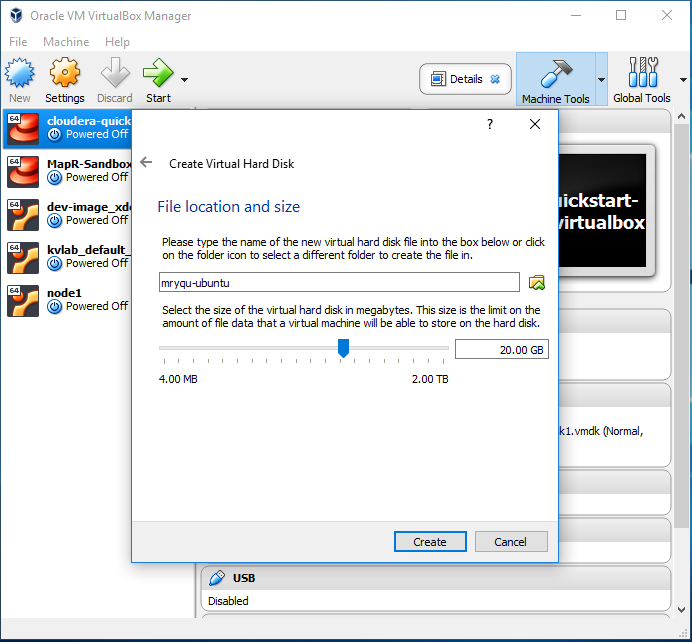 Oracle VM VirtualBox Manager
File Machine Help
New Settings Discard Start Details Machine Tools Global Tools
64 cloudera-quick
Powered Off
64 MapR-Sandbox
Powered Off
64 dev-image_xd
Powered Off
64 kvlab_default_
Powered Off
64 node1
Powered Off
?
Create Virtual Hard Disk
File location and size
Please type the name of the new virtual hard disk file into the box below or click
on the folder icon to select a different folder to create the file in.
mryqu-ubuntu
Select the size of the virtual hard disk in megabytes. This size is the limit on the
amount of file data that a virtual machine will be able to store on the hard disk.
20.00 GB
4.00 MB 2.00 TB
Create Cancel
uickstart-
virtualbox
k1.vmdk (Normal,
USB
Disabled